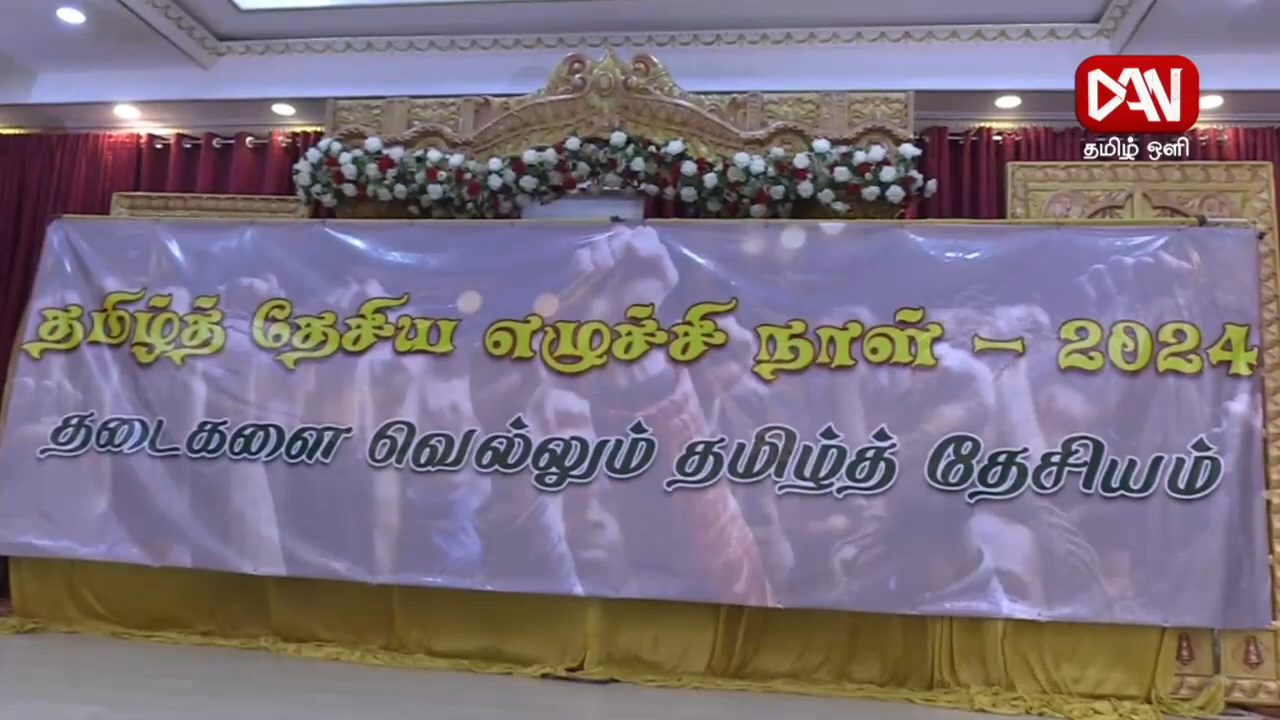 DAN
தமிழ் ஒளி
தமிழ்த் தேசிய எழுச்சி நாள் - 2024
தடைகளை வெல்லும் தமிழ்த் தேசியம்